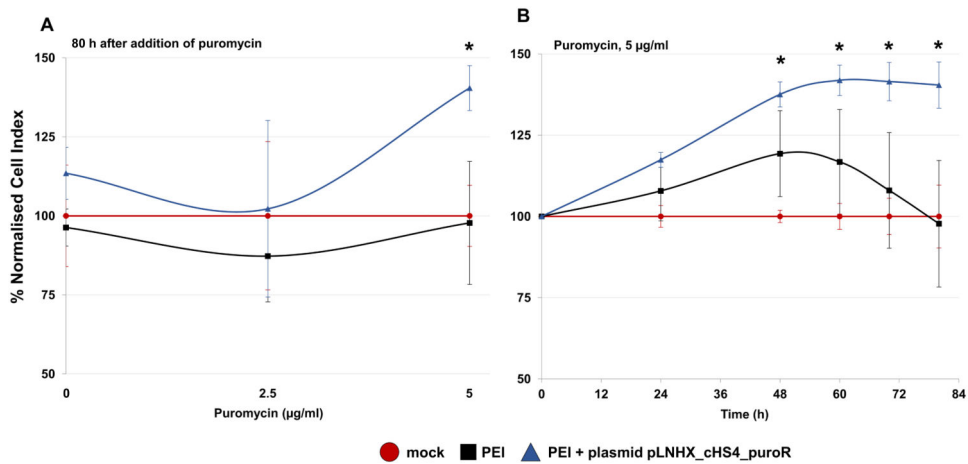 A
80 h after addition of puromycin
*
% Normalised Cell Index
150
125
100
75
50
0
2.5
5
Puromycin (µg/ml)
B
Puromycin, 5 µg/ml
* * * *
150
125
100
75
50
0 12 24 36 48 60 72 84
Time (h)
mock PEI PEI + plasmid pLNHX_cHS4_puroR